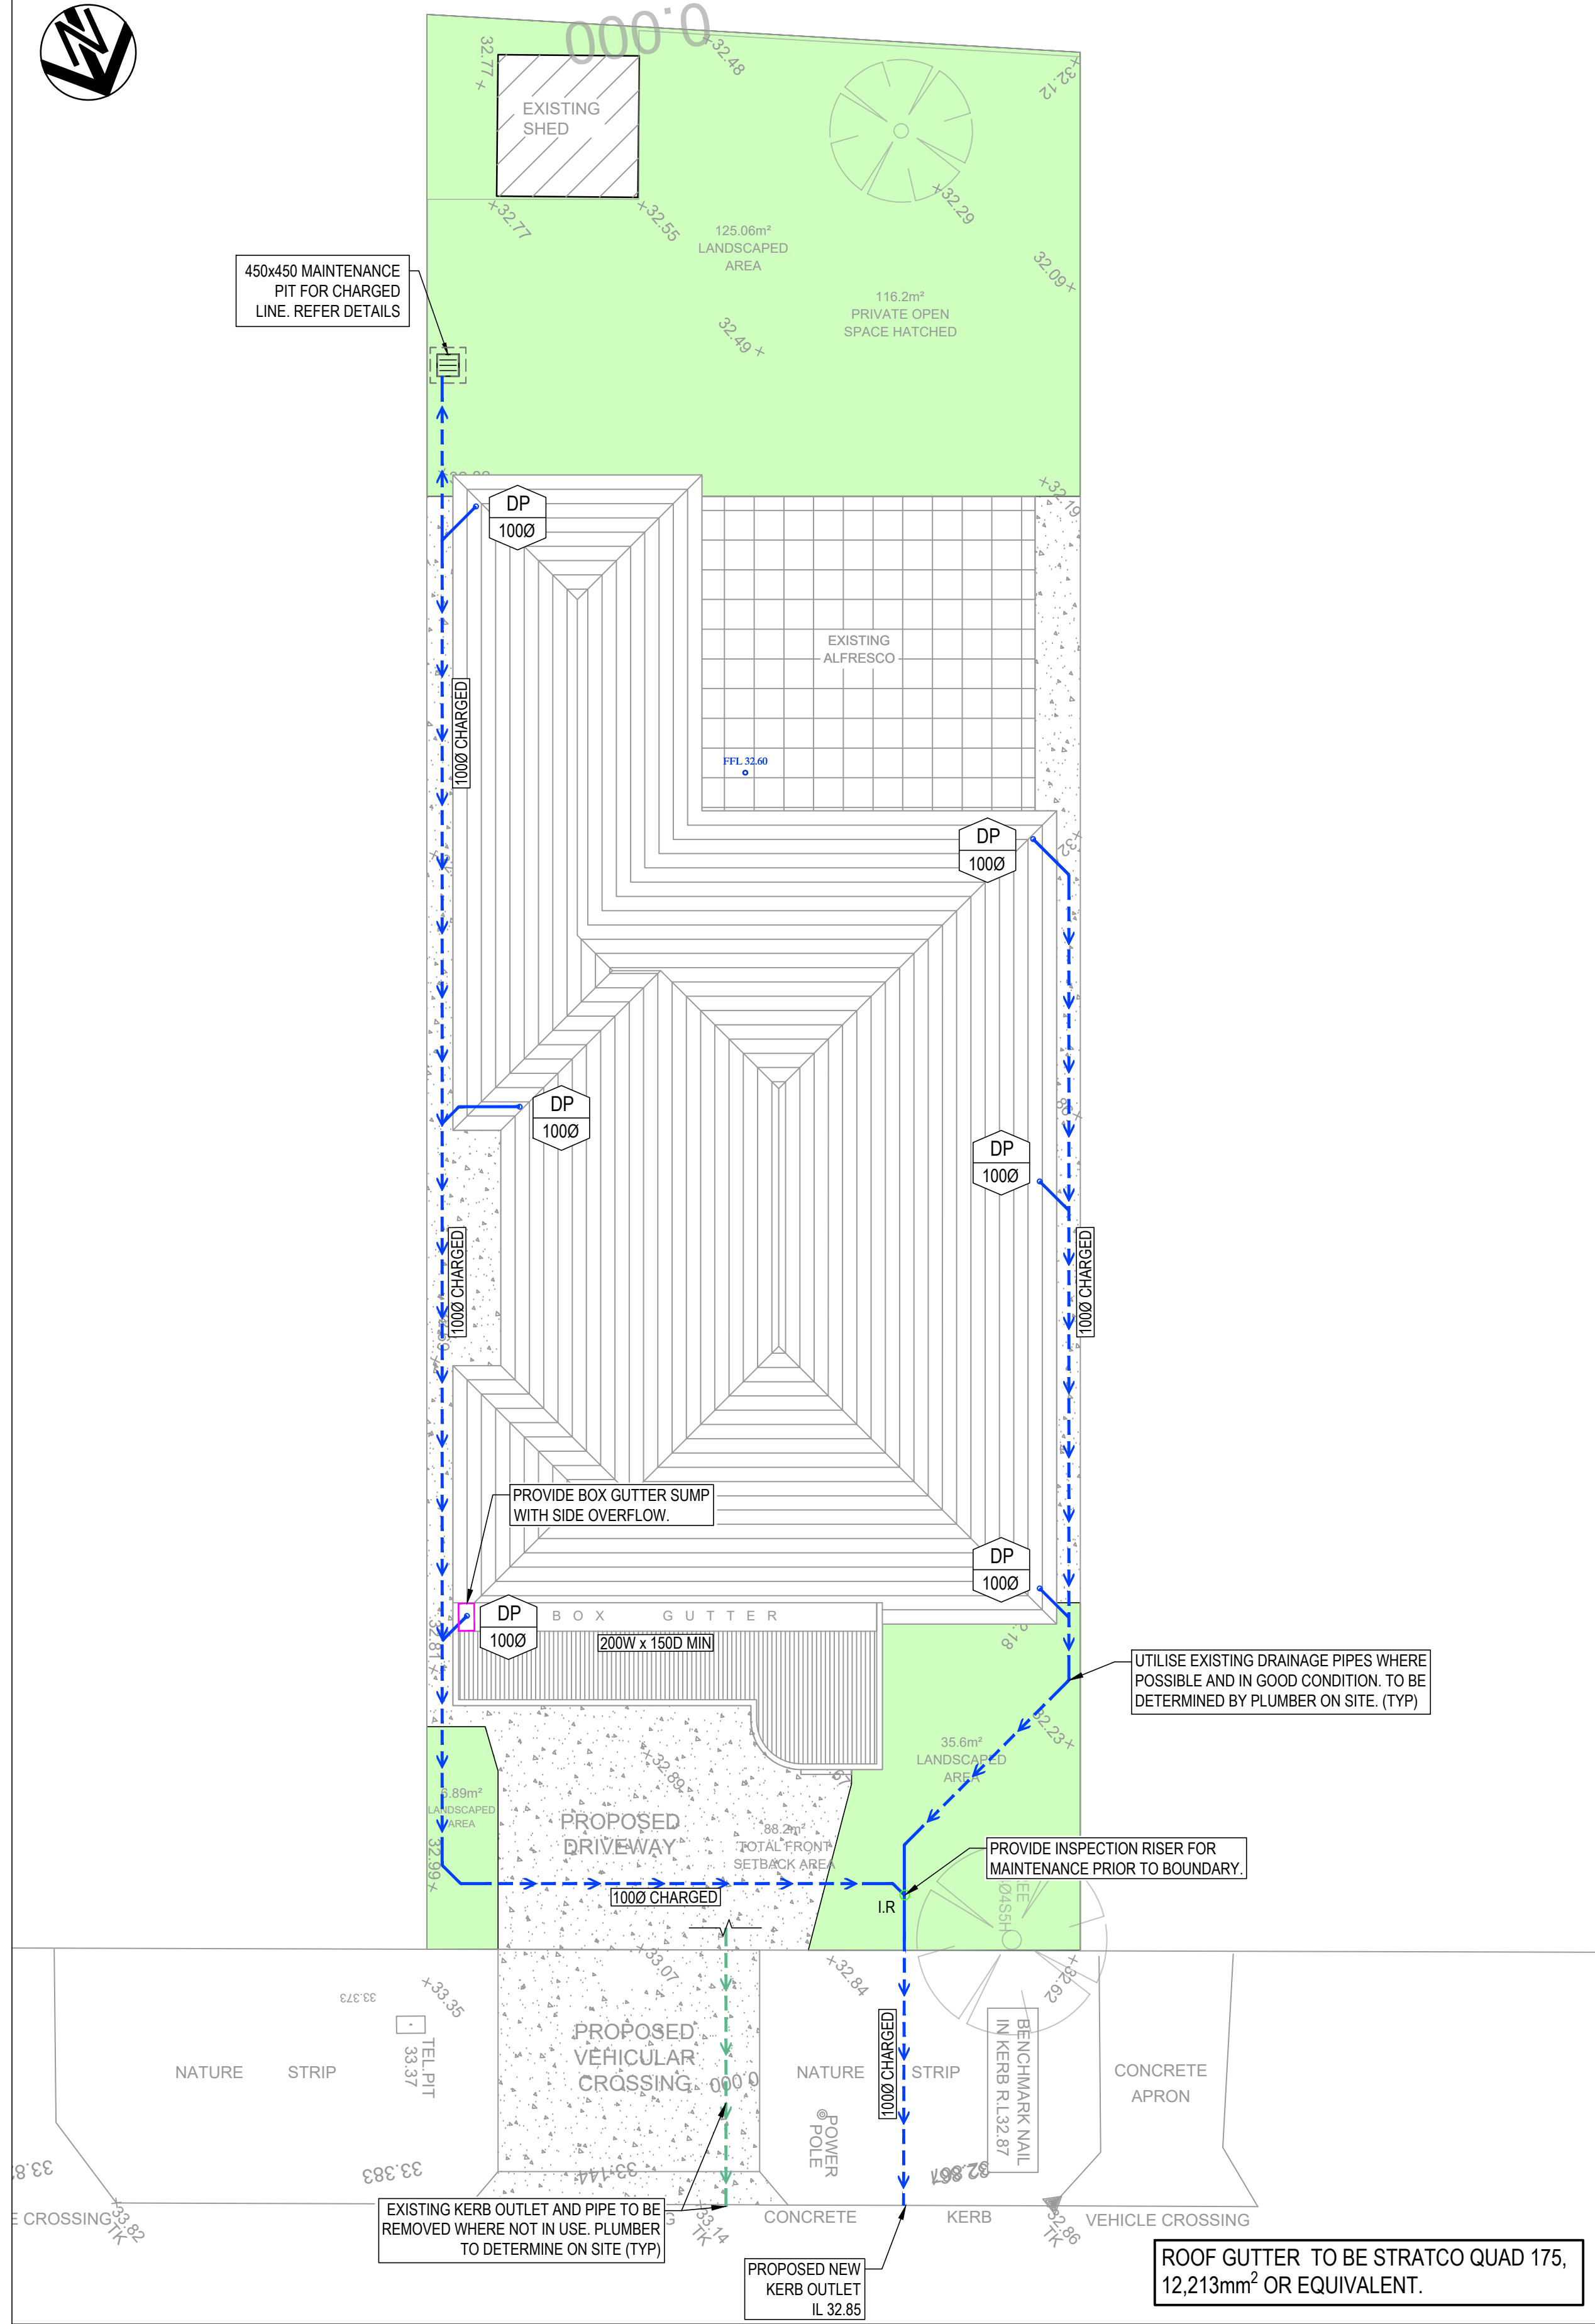 N
0.000
32.77
+32.48
+32.12
EXISTING
SHED
+32.77
+32.55
+32.29
125.06m²
LANDSCAPED
AREA
32.09+
450x450 MAINTENANCE
PIT FOR CHARGED
LINE. REFER DETAILS
116.2m²
PRIVATE OPEN
SPACE HATCHED
32.49 +
+32.19
DP
100Ø
EXISTING
ALFRESCO
100Ø CHARGED
FFL 32.60
DP
100Ø
DP
100Ø
DP
100Ø
100Ø CHARGED
100Ø CHARGED
PROVIDE BOX GUTTER SUMP
WITH SIDE OVERFLOW.
DP
100Ø
DP
100Ø
BOX GUTTER
200W x 150D MIN
32.81+
UTILISE EXISTING DRAINAGE PIPES WHERE
POSSIBLE AND IN GOOD CONDITION. TO BE
DETERMINED BY PLUMBER ON SITE. (TYP)
32.23+
35.6m²
LANDSCAPED
AREA
+32.89
6.89m²
LANDSCAPED
AREA
PROPOSED
DRIVEWAY
88.2m²
TOTAL FRONT
SETBACK AREA
32.99+
PROVIDE INSPECTION RISER FOR
MAINTENANCE PRIOR TO BOUNDARY.
100Ø CHARGED
I.R
+33.07
+32.84
+32.62
33.373
+33.35
TEL.PIT
33.37
PROPOSED
VEHICULAR
CROSSING
0.000
NATURE STRIP
NATURE STRIP
100Ø CHARGED
BENCHMARK NAIL
IN KERB R.L32.87
CONCRETE
APRON
POWER
POLE
33.383
33.144
32.867
EXISTING KERB OUTLET AND PIPE TO BE
REMOVED WHERE NOT IN USE. PLUMBER
TO DETERMINE ON SITE (TYP)
CROSSING
+33.82
TK
+33.14
TK
CONCRETE KERB
32.86
TK
VEHICLE CROSSING
PROPOSED NEW
KERB OUTLET
IL 32.85
ROOF GUTTER TO BE STRATCO QUAD 175,
12,213mm² OR EQUIVALENT.